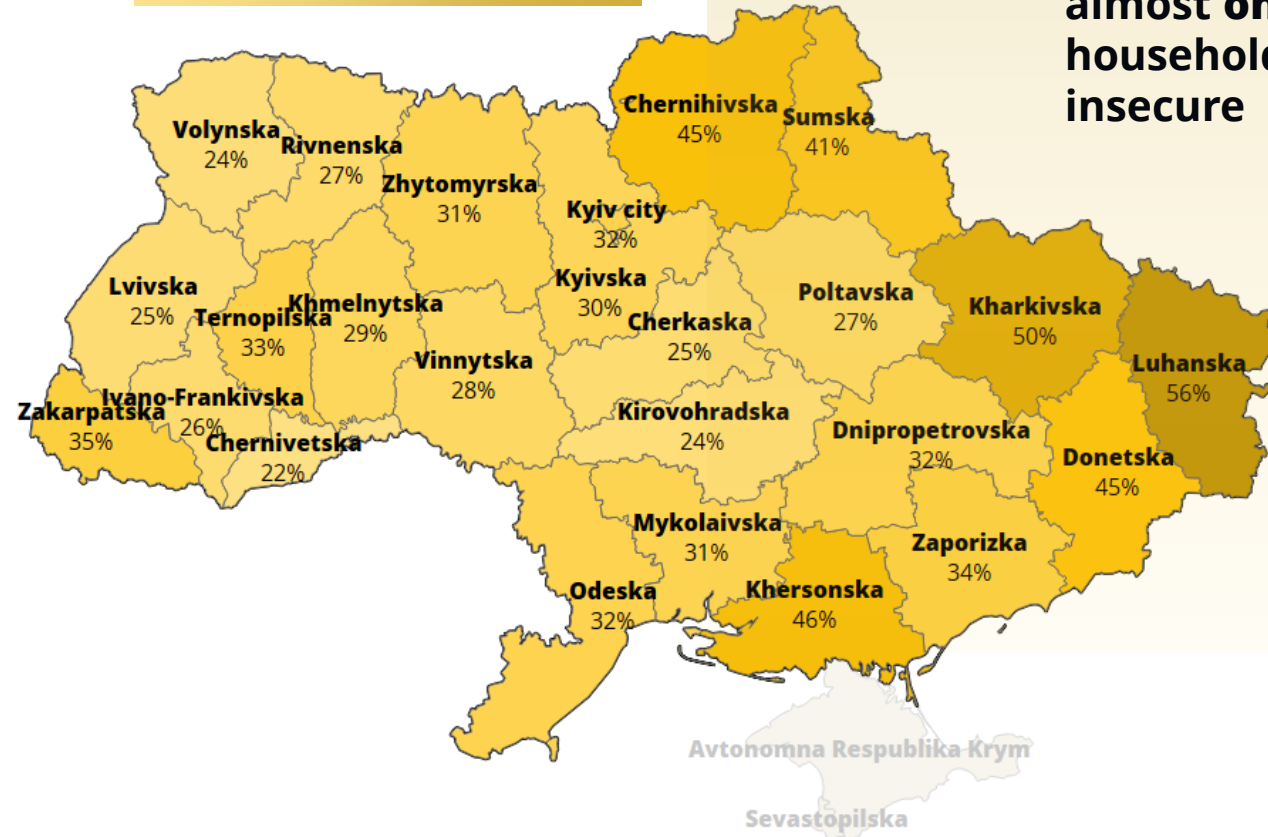 almost
household
insecure
Chernihivska
45%
Sumska
41%
Volynska
24%
Rivnenska
27%
Zhytomyrska
31%
Kyiv city
32%
Kyivska
30%
Lvivska
25%
Ternopilska
33%
Khmelnytska
29%
Cherkaska
25%
Poltavska
27%
Kharkivska
50%
Luhanska
56%
Vinnytska
28%
Zakarpatska
35%
Ivano-Frankivska
26%
Chernivetska
22%
Kirovohradska
24%
Dnipropetrovska
32%
Donetska
45%
Mykolaivska
31%
Zaporizka
34%
Odeska
32%
Khersonska
46%
Avtonomna Respublika Krym
Sevastopilska